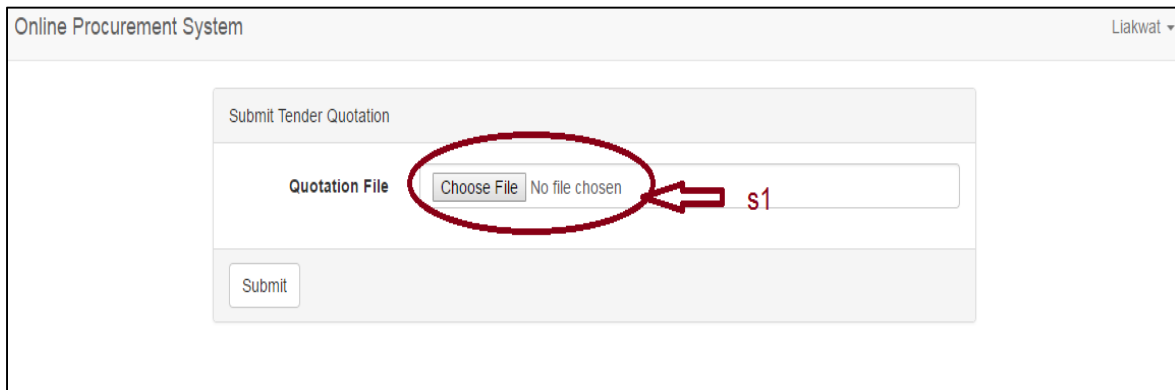 Online Procurement System
Liakwat
Submit Tender Quotation
Quotation File
Choose File No file chosen
s1
Submit